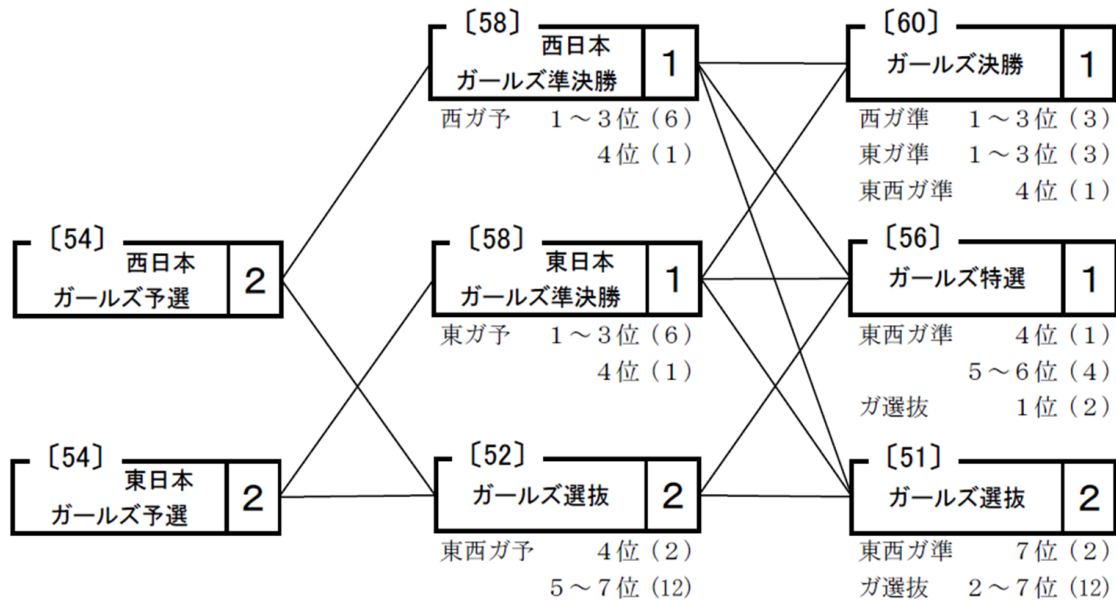 〔54〕
西日本
ガールズ予選
2
〔54〕
東日本
ガールズ予選
2
〔58〕
西日本
ガールズ準決勝
1
西ガ予 1～3位（6）
4位（1）
〔58〕
東日本
ガールズ準決勝
1
東ガ予 1～3位（6）
4位（1）
〔52〕
ガールズ選抜
2
東西ガ予 4位（2）
5～7位（12）
〔60〕
ガールズ決勝
1
西ガ準 1～3位（3）
東ガ準 1～3位（3）
東西ガ準 4位（1）
〔56〕
ガールズ特選
1
東西ガ準 4位（1）
5～6位（4）
ガ選抜 1位（2）
〔51〕
ガールズ選抜
2
東西ガ準 7位（2）
ガ選抜 2～7位（12）